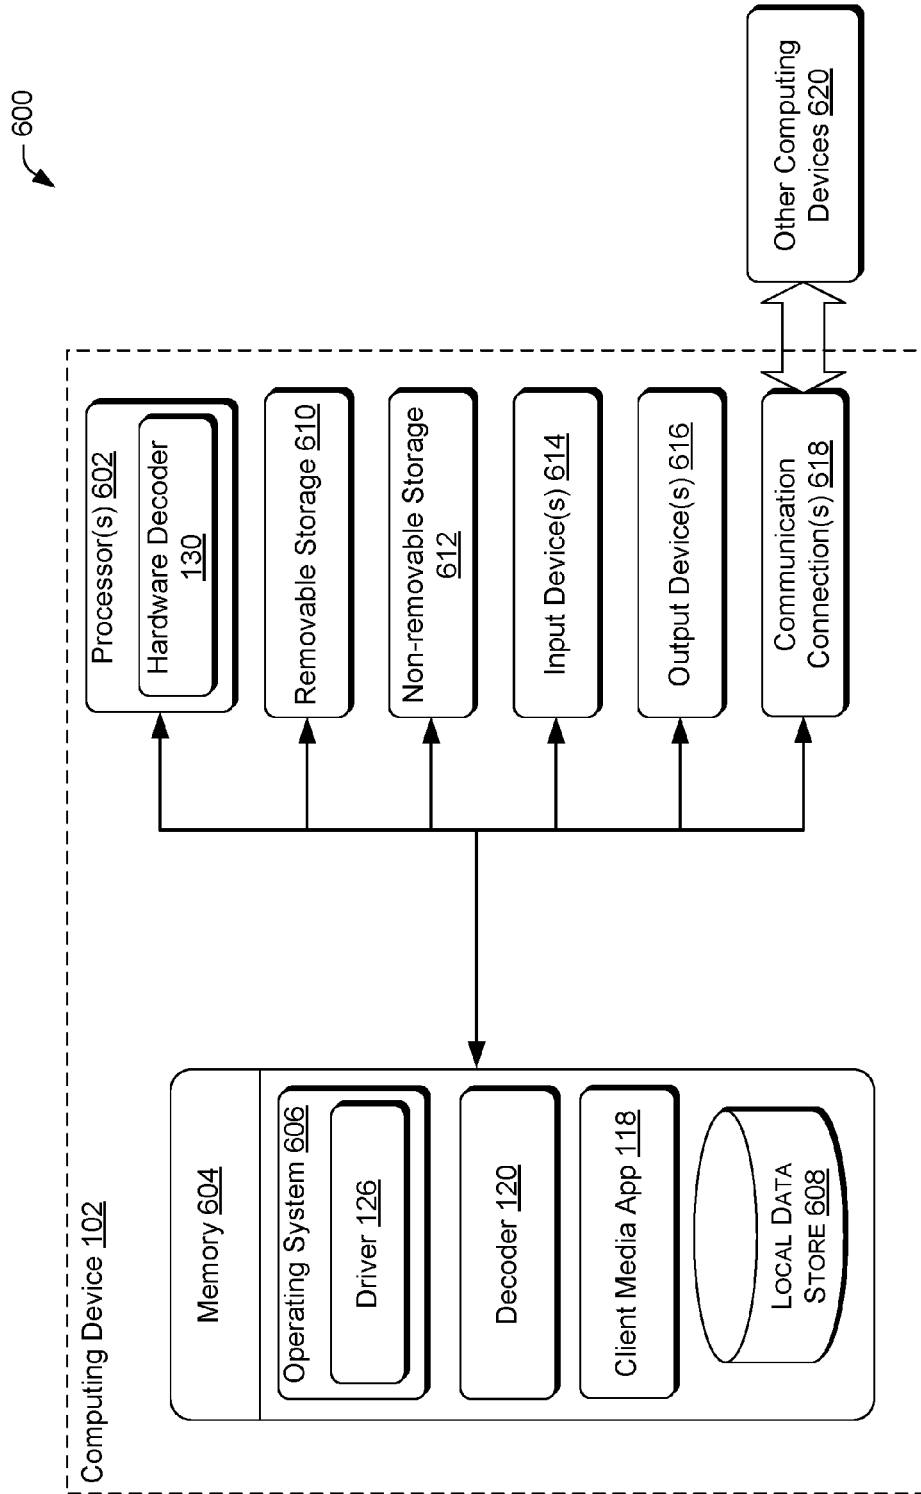 600
Computing Device 102
Memory 604
Operating System 606
Driver 126
Decoder 120
Client Media App 118
LOCAL DATA
STORE 608
Processor(s) 602
Hardware Decoder
130
Removable Storage 610
Non-removable Storage
612
Input Device(s) 614
Output Device(s) 616
Communication
Connection(s) 618
Other Computing
Devices 620